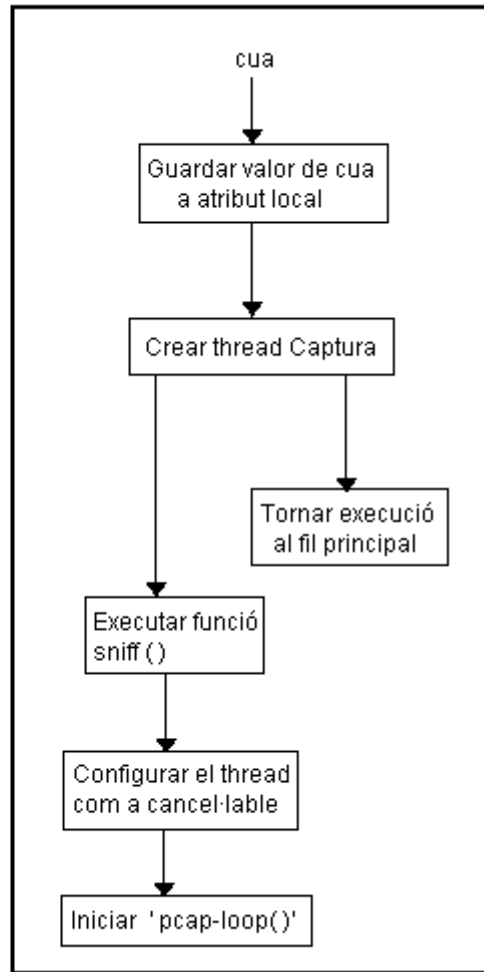 cua
Guardar valor de cua
a atribut local
Crear thread Captura
Tornar execució
al fil principal
Executar funció
sniff ( )
Configurar el thread
com a cancel·lable
Iniciar 'pcap-loop( )'